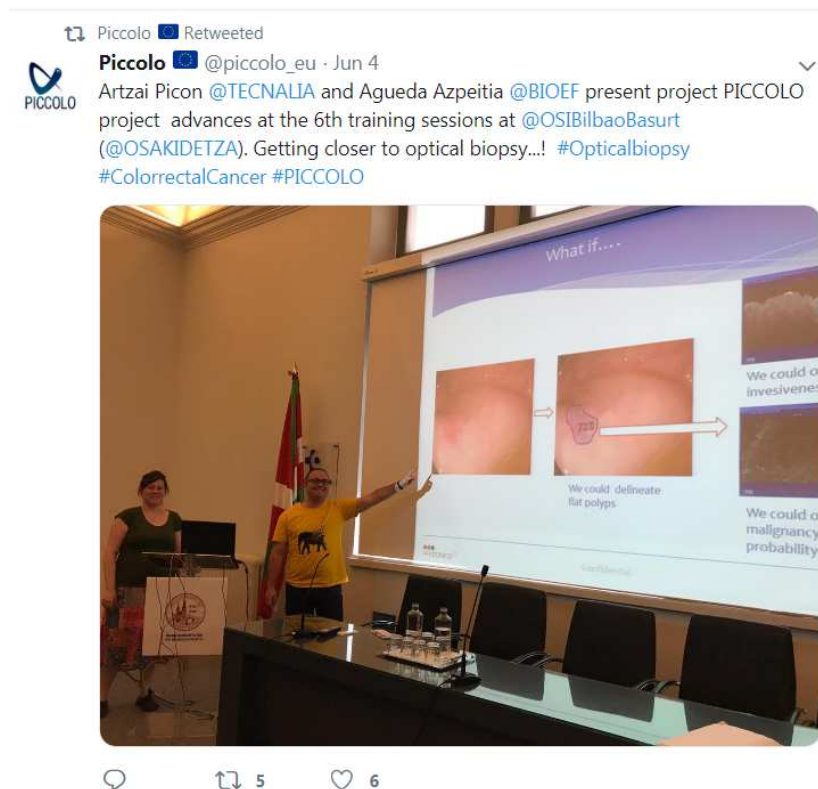 Piccolo Retweeted
Piccolo @piccolo_eu · Jun 4
PICCOLO
Artzai Picon @TECNALIA and Agueda Azpeitia @BIOEF present project PICCOLO
project advances at the 6th training sessions at @OSIBilbaoBasurt
(@OSAKIDETZA). Getting closer to optical biopsy...! #Opticalbiopsy
#ColorrectalCancer #PICCOLO
What if....
We could o
invesivenes
We could delineate
flat polyps
We could o
malignancy
probability
Confidential
5
6